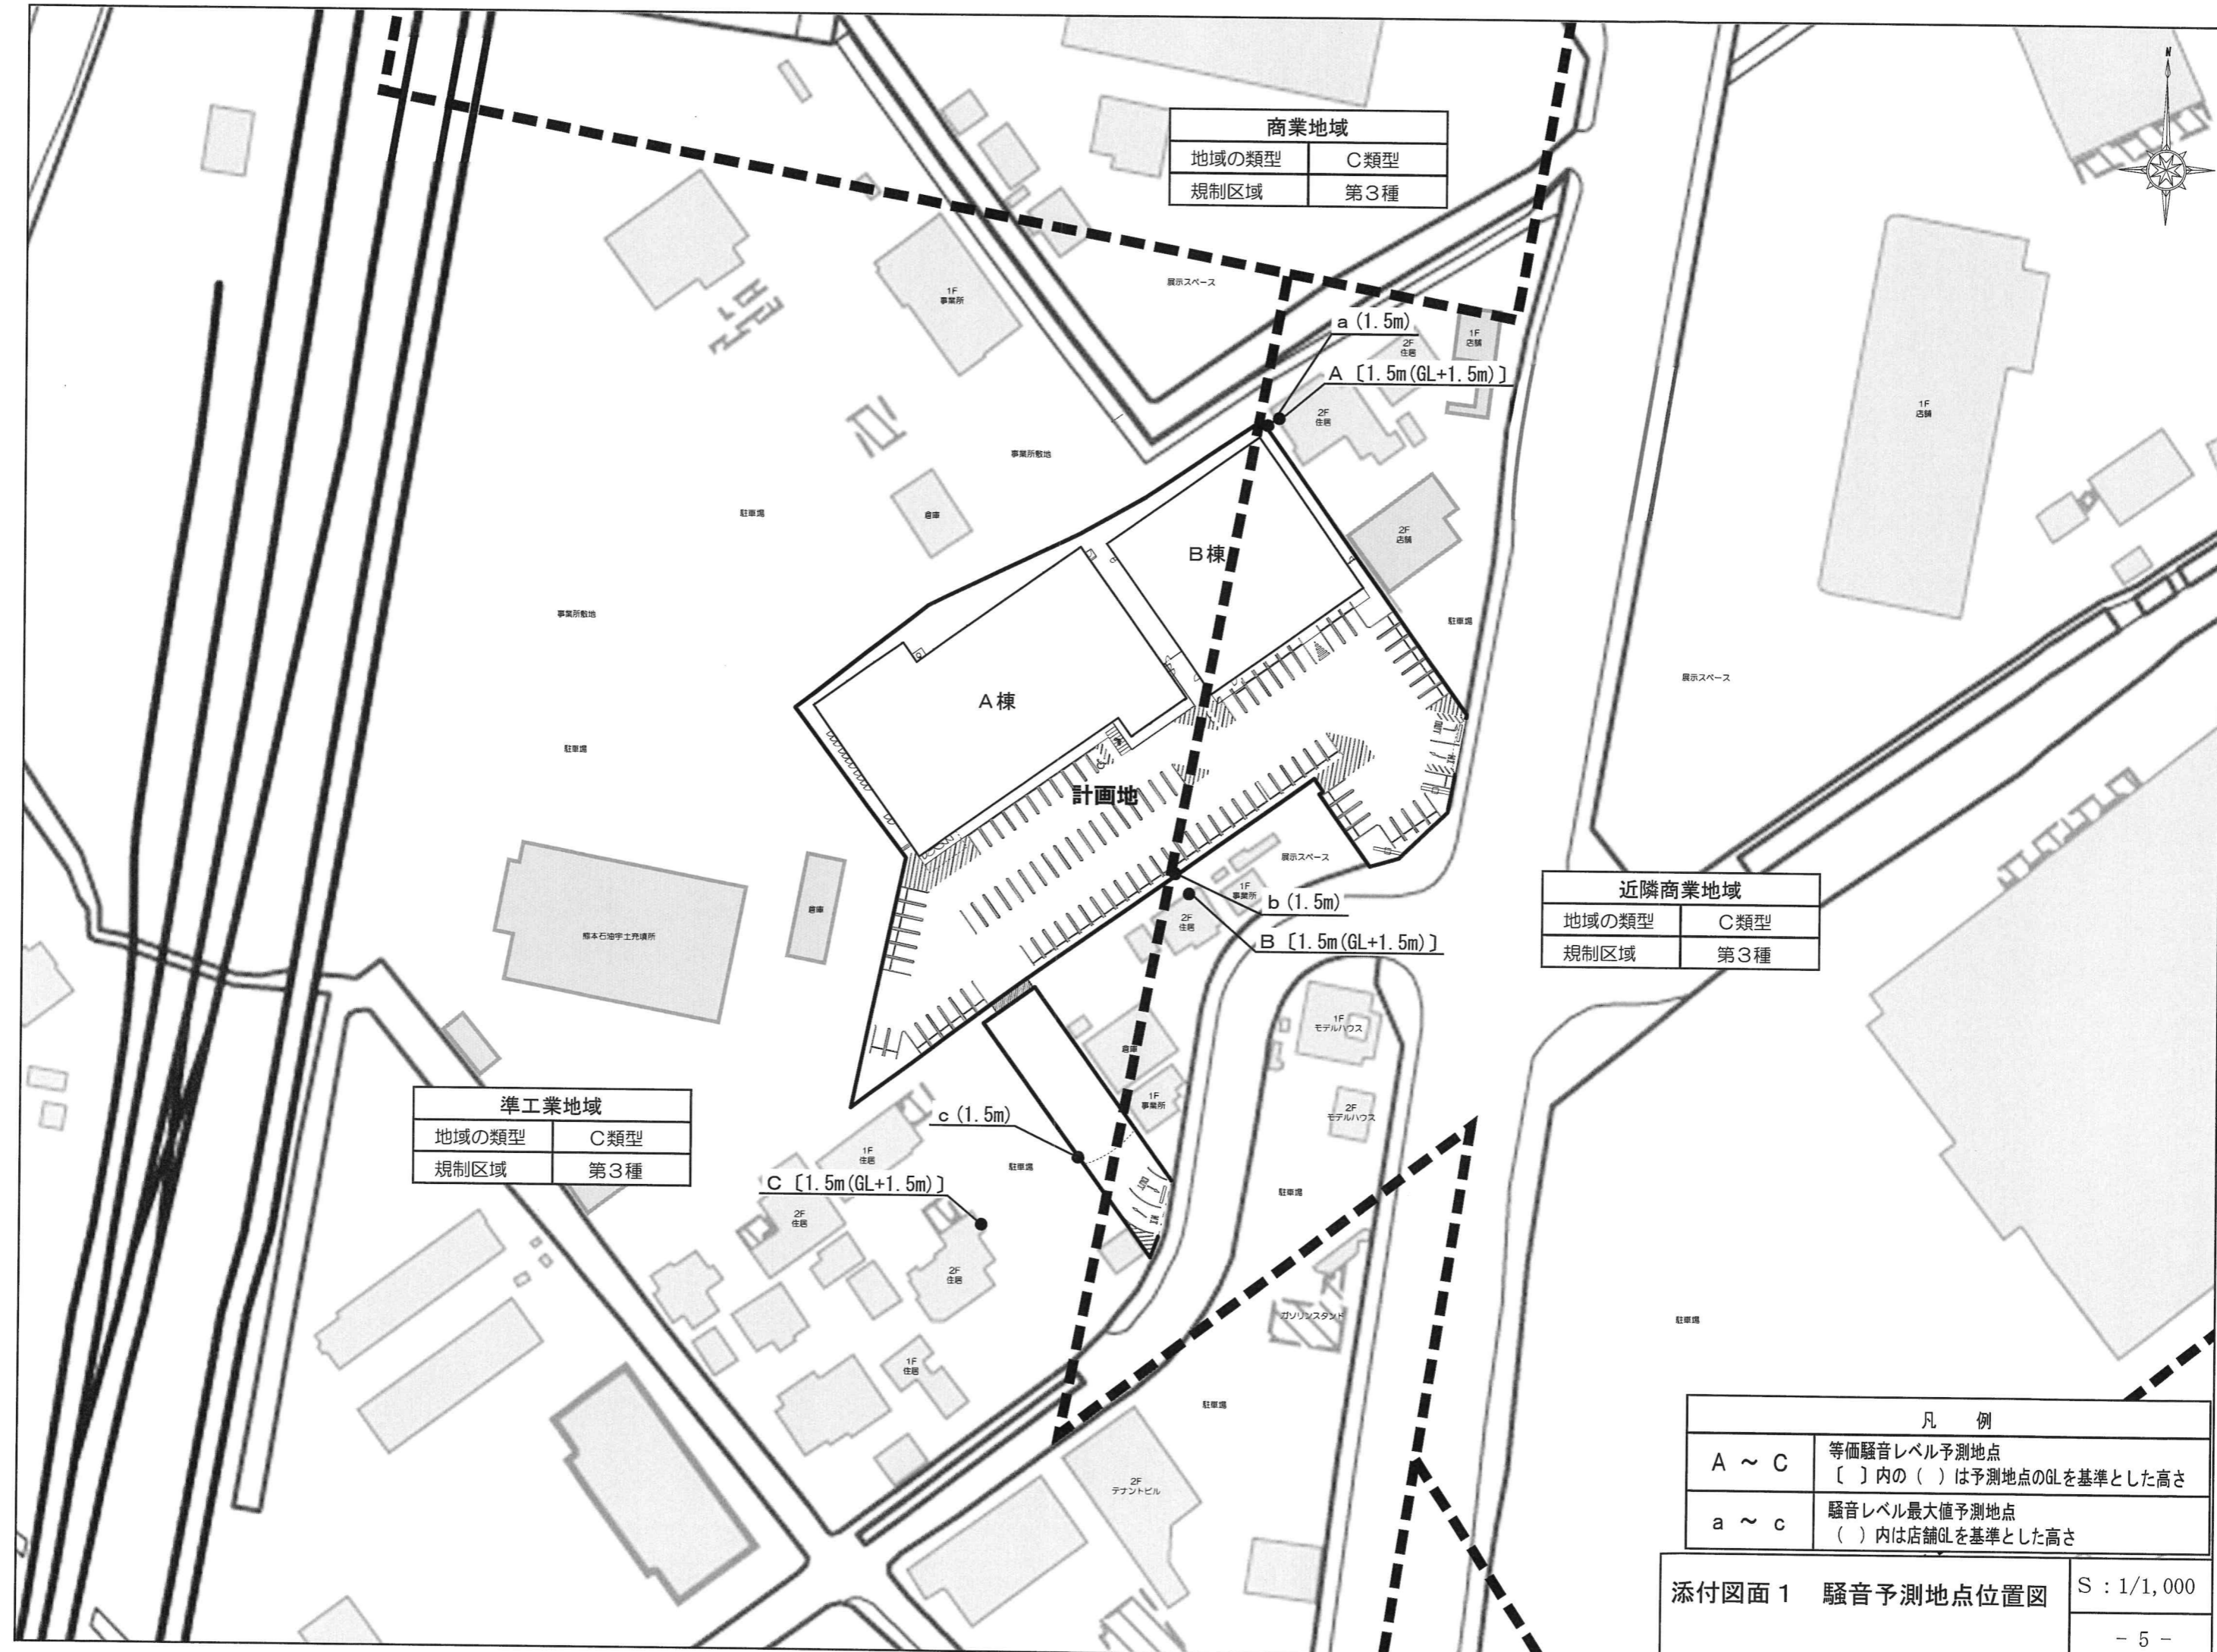 N
商業地域
地域の類型 C類型
規制区域 第3種
展示スペース
1F
事業所
a (1.5m)
1F
店舗
2F
住居
A 〔1.5m(GL+1.5m)〕
2F
住居
1F
店舗
事業所敷地
駐車場
倉庫
B棟
2F
店舗
事業所敷地
駐車場
展示スペース
A棟
OUT
IN
駐車場
計画地
展示スペース
1F
事業所
b (1.5m)
2F
住居
B 〔1.5m(GL+1.5m)〕
近隣商業地域
地域の類型 C類型
規制区域 第3種
倉庫
熊本石油宇土充填所
1F
モデルハウス
倉庫
1F
事業所
2F
モデルハウス
準工業地域
地域の類型 C類型
規制区域 第3種
c (1.5m)
1F
住居
駐車場
C 〔1.5m(GL+1.5m)〕
OUT
IN
駐車場
2F
住居
2F
住居
ガソリンスタンド
駐車場
1F
住居
駐車場
2F
テナントビル
凡 例
A ～ C 等価騒音レベル予測地点
〔 〕内の（ ）は予測地点のGLを基準とした高さ
a ～ c 騒音レベル最大値予測地点
（ ）内は店舗GLを基準とした高さ
添付図面1 騒音予測地点位置図
S : 1/1,000
- 5 -